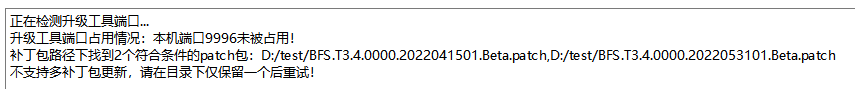 正在检测升级工具端口...
升级工具端口占用情况：本机端口9996未被占用！
补丁包路径下找到2个符合条件的patch包：D:/test/BFS.T3.4.0000.2022041501.Beta.patch,D:/test/BFS.T3.4.0000.2022053101.Beta.patch
不支持多补丁包更新，请在目录下仅保留一个后重试！